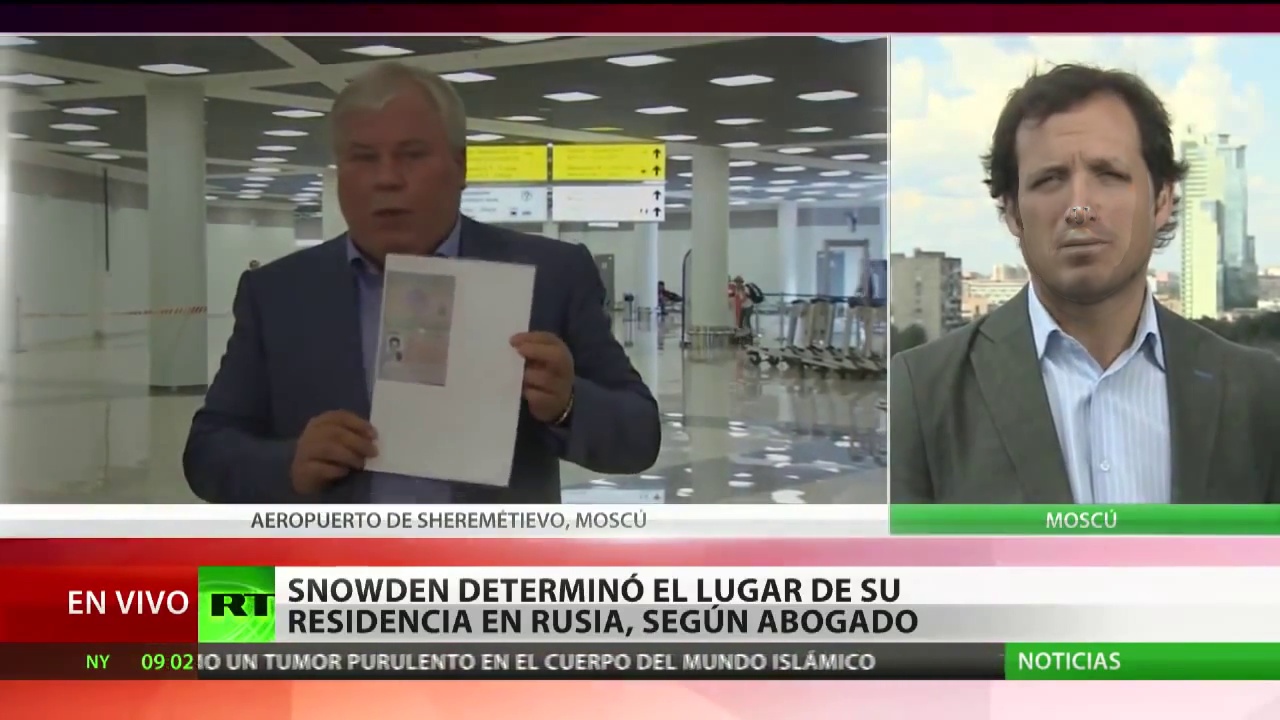 AEROPUERTO DE SHEREMÉTIEVO, MOSCÚ
MOSCÚ
EN VIVO
RT
SNOWDEN DETERMINÓ EL LUGAR DE SU
RESIDENCIA EN RUSIA, SEGÚN ABOGADO
NY 09 02
UN TUMOR PURULENTO EN EL CUERPO DEL MUNDO ISLÁMICO
NOTICIAS